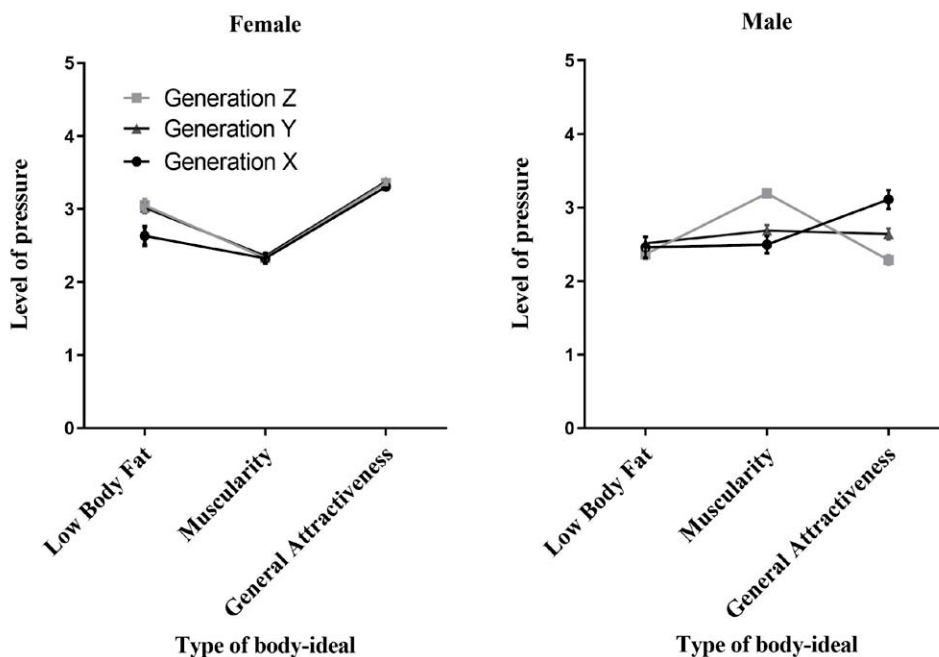 Female
5
4
3
2
1
0
Level of pressure
Generation Z
Generation Y
Generation X
Low Body Fat
Muscularity
General Attractiveness
Type of body-ideal
Male
5
4
3
2
1
0
Level of pressure
Low Body Fat
Muscularity
General Attractiveness
Type of body-ideal